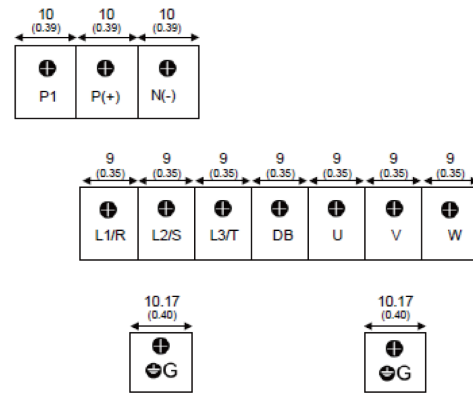 10 10 10
(0.39) (0.39) (0.39)
P1 P(+) N(-)
9 9 9 9 9 9 9
(0.35) (0.35) (0.35) (0.35) (0.35) (0.35) (0.35)
L1/R L2/S L3/T DB U V W
10.17 10.17
(0.40) (0.40)
G G